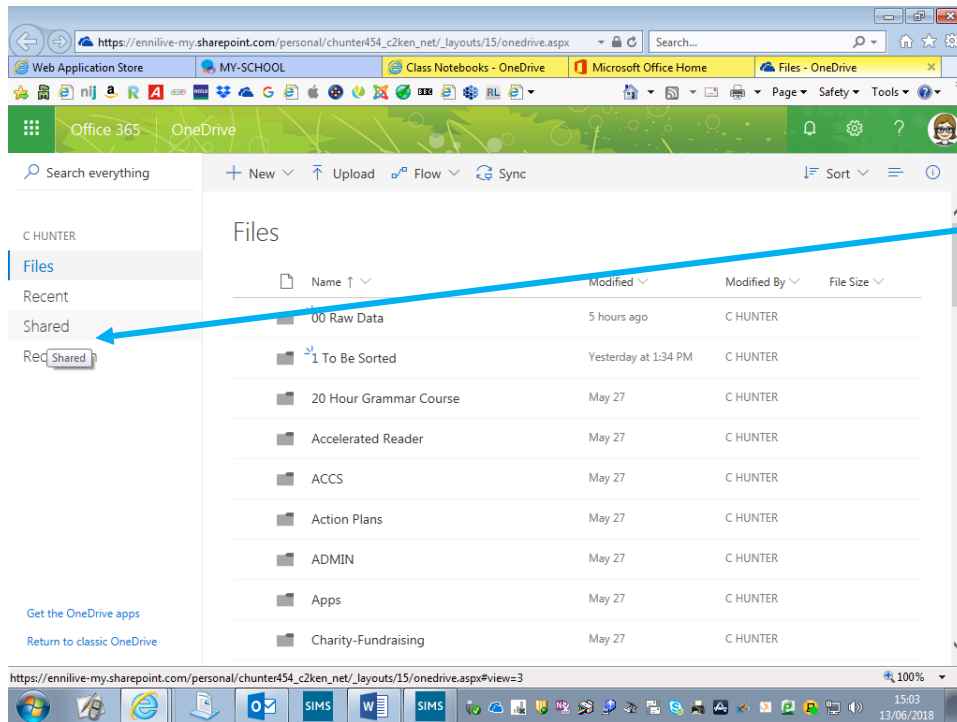 https://ennilive-my.sharepoint.com/personal/chunter454_c2ken_net/_layouts/15/onedrive.aspx Search...
Web Application Store MY-SCHOOL Class Notebooks - OneDrive Microsoft Office Home Files - OneDrive
nij a R A G RL Page Safety Tools
Office 365 OneDrive ?
Search everything + New Upload Flow Sync Sort
C HUNTER
Files
Recent
Shared
Shared
Files
Name ↑ Modified Modified By File Size
00 Raw Data 5 hours ago C HUNTER
1 To Be Sorted Yesterday at 1:34 PM C HUNTER
20 Hour Grammar Course May 27 C HUNTER
Accelerated Reader May 27 C HUNTER
ACCS May 27 C HUNTER
Action Plans May 27 C HUNTER
ADMIN May 27 C HUNTER
Apps May 27 C HUNTER
Charity-Fundraising May 27 C HUNTER
Get the OneDrive apps
Return to classic OneDrive
https://ennilive-my.sharepoint.com/personal/chunter454_c2ken_net/_layouts/15/onedrive.aspx#view=3 100%
SIMS SIMS 15:03
13/06/2018